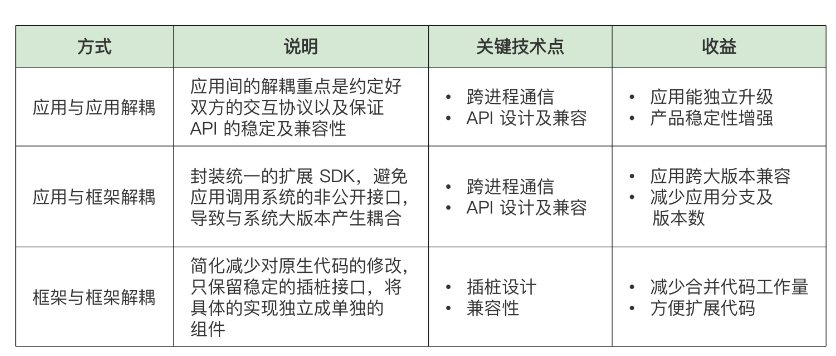 方式
说明
关键技术点
收益
应用与应用解耦
应用间的解耦重点是约定好
双方的交互协议以及保证
API 的稳定及兼容性
• 跨进程通信
• API 设计及兼容
• 应用能独立升级
• 产品稳定性增强
应用与框架解耦
封装统一的扩展 SDK，避免
应用调用系统的非公开接口，
导致与系统大版本产生耦合
• 跨进程通信
• API 设计及兼容
• 应用跨大版本兼容
• 减少应用分支及
版本数
框架与框架解耦
简化减少对原生代码的修改，
只保留稳定的插桩接口，将
具体的实现独立成单独的
组件
• 插桩设计
• 兼容性
• 减少合并代码工作量
• 方便扩展代码